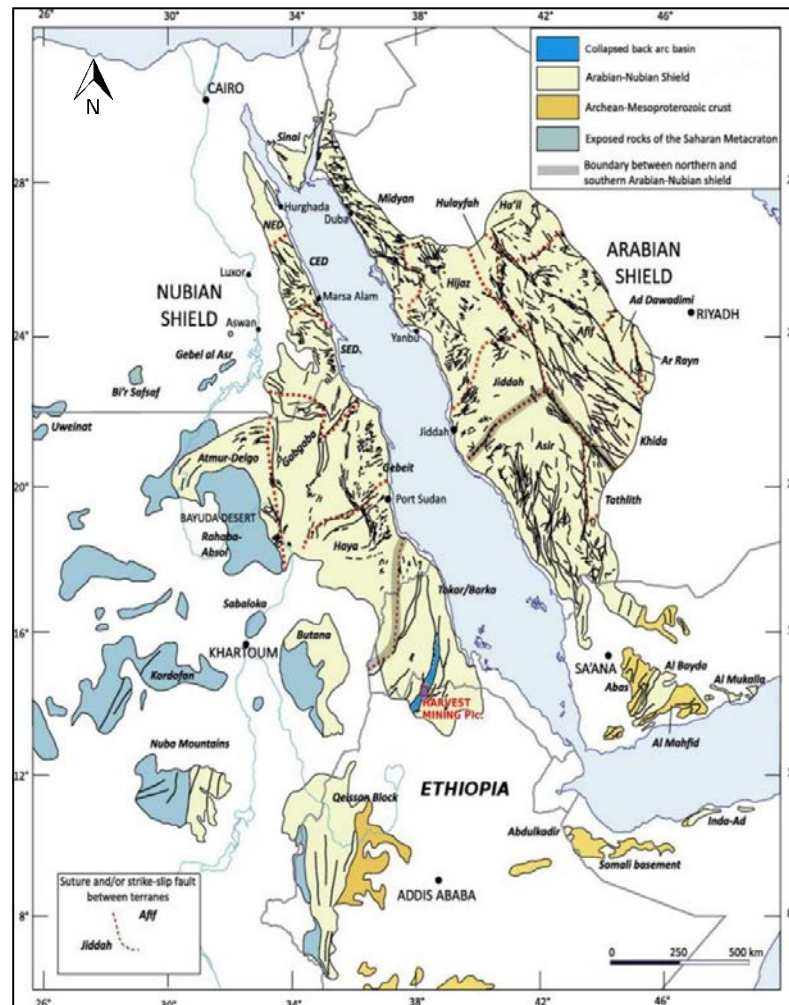 26° 30° 34° 38° 42° 46°
N
CAIRO
Sinai
Collapsed back arc basin
Arabian-Nubian Shield
Archean-Mesoproterozoic crust
Exposed rocks of the Saharan Metacraton
Boundary between northern and
southern Arabian-Nubian shield
28°
Hurghada
Duba
Midyan
Hulayfah
Ha'il
NED
CED
Luxor
Marsa Alam
Hijaz
ARABIAN
SHIELD
NUBIAN
SHIELD
Ad Dawadimi
RIYADH
24°
Aswan
SED.
Yanbu
Afif
Ar Rayn
Gebel al Asr
Bi'r Safsaf
Jiddah
Uweinat
Jiddah
Asir
Khida
Atmur-Delgo
Gabgaba
Gebeit
Tathlith
20°
BAYUDA DESERT
Port Sudan
Rahaba-
Absol
Haya
Tokar/Barka
Sabaloka
Butana
16°
KHARTOUM
SA'ANA
Kordofan
Abas
Al Bayda
Al Mukalla
HARVEST
MINING Plc.
Al Mahfid
Nuba Mountains
12°
ETHIOPIA
Qeissan Block
Inda-Ad
Abdulkadir
Somali basement
Suture and/or strike-slip fault
between terranes
Afif
Jiddah
ADDIS ABABA
8°
0 250 500 km
26° 30° 34° 38° 42° 46°